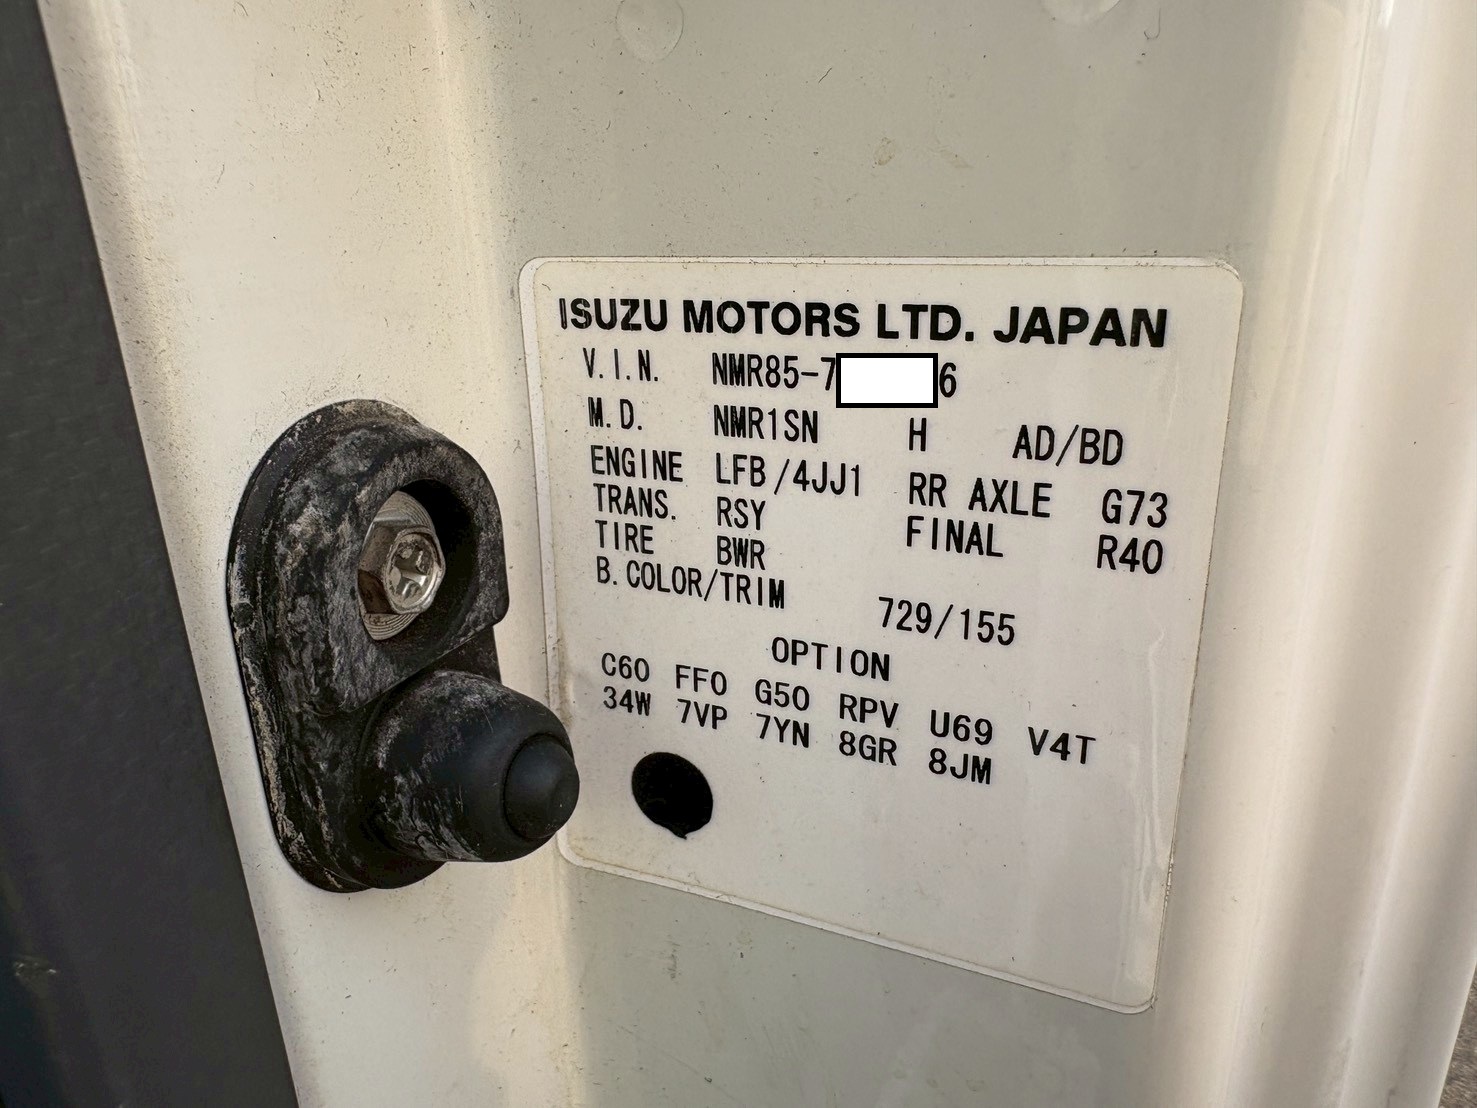 ISUZU MOTORS LTD. JAPAN
V.I.N. NMR85-7 6
M.D. NMR1SN H AD/BD
ENGINE LFB/4JJ1 RR AXLE G73
TRANS. RSY FINAL R40
TIRE BWR
B.COLOR/TRIM 729/155
OPTION
C60 FF0 G50 RPV U69 V4T
34W 7VP 7YN 8GR 8JM